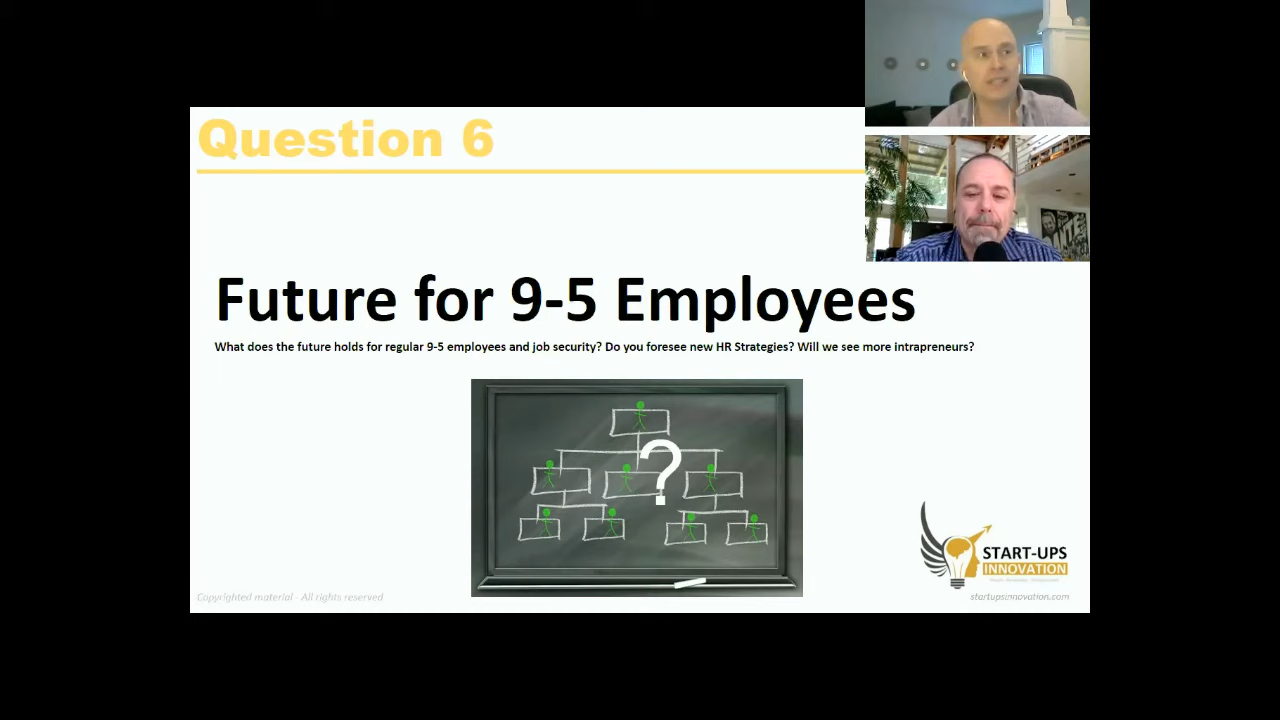 Question 6
Future for 9-5 Employees
What does the future holds for regular 9-5 employees and job security? Do you foresee new HR Strategies? Will we see more intrapreneurs?
?
START-UPS
INNOVATION
Copyrighted material - All rights reserved
startupsinnovation.com